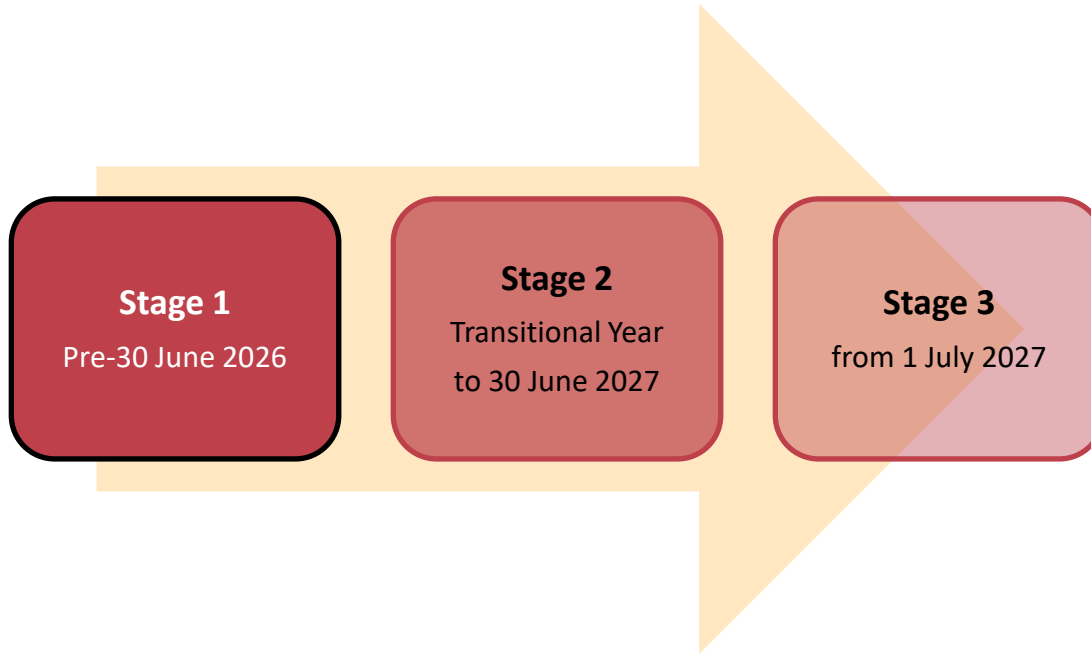 Stage 1
Pre-30 June 2026
Stage 2
Transitional Year
to 30 June 2027
Stage 3
from 1 July 2027